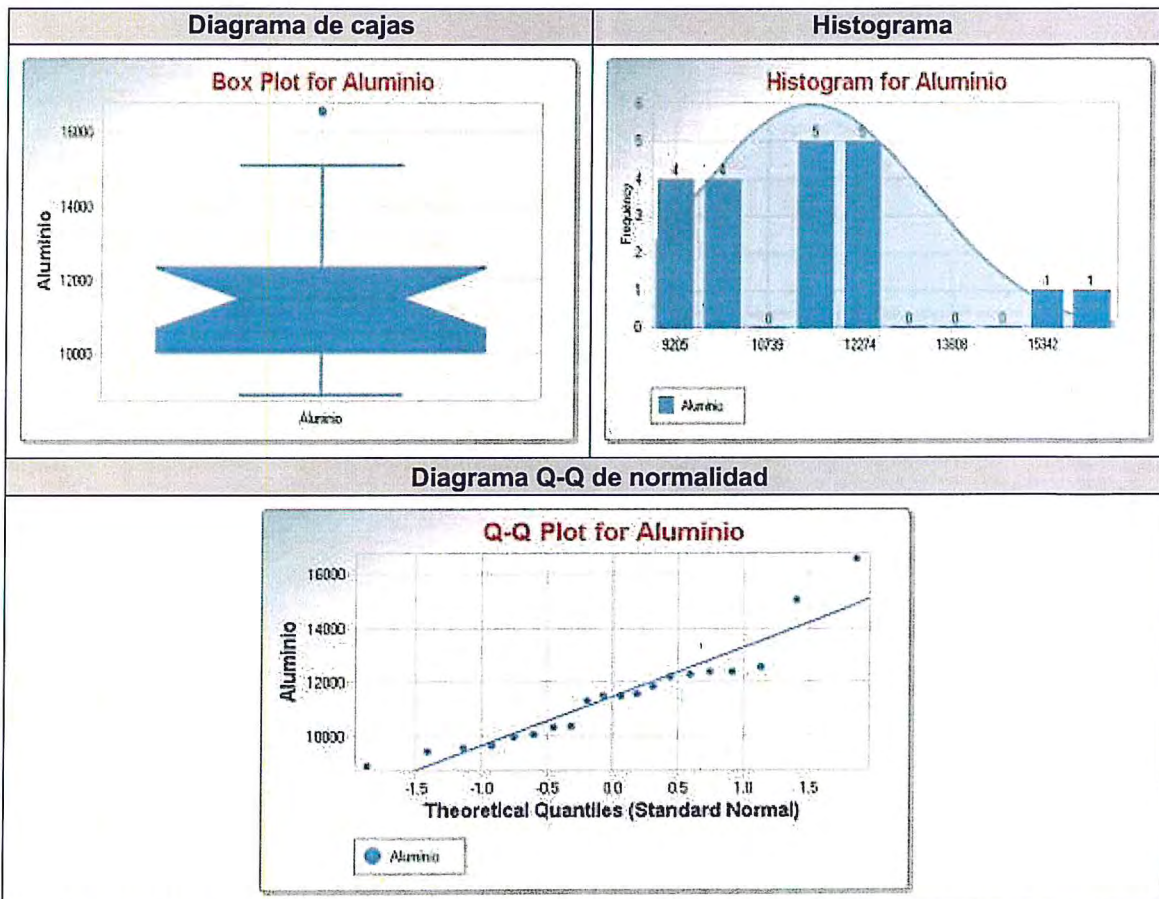 Diagrama de cajas
Histograma
Box Plot for Aluminio
16000
14000
12000
10000
Aluminio
Aluminio
Histogram for Aluminio
6
5
4
3
2
1
0
Frequency
4
4
0
5
5
0
0
0
1
1
9205
10739
12274
13808
15342
Aluminio
Diagrama Q-Q de normalidad
Q-Q Plot for Aluminio
16000
14000
12000
10000
Aluminio
-1.5
-1.0
-0.5
0.0
0.5
1.0
1.5
Theoretical Quantiles (Standard Normal)
Aluminio